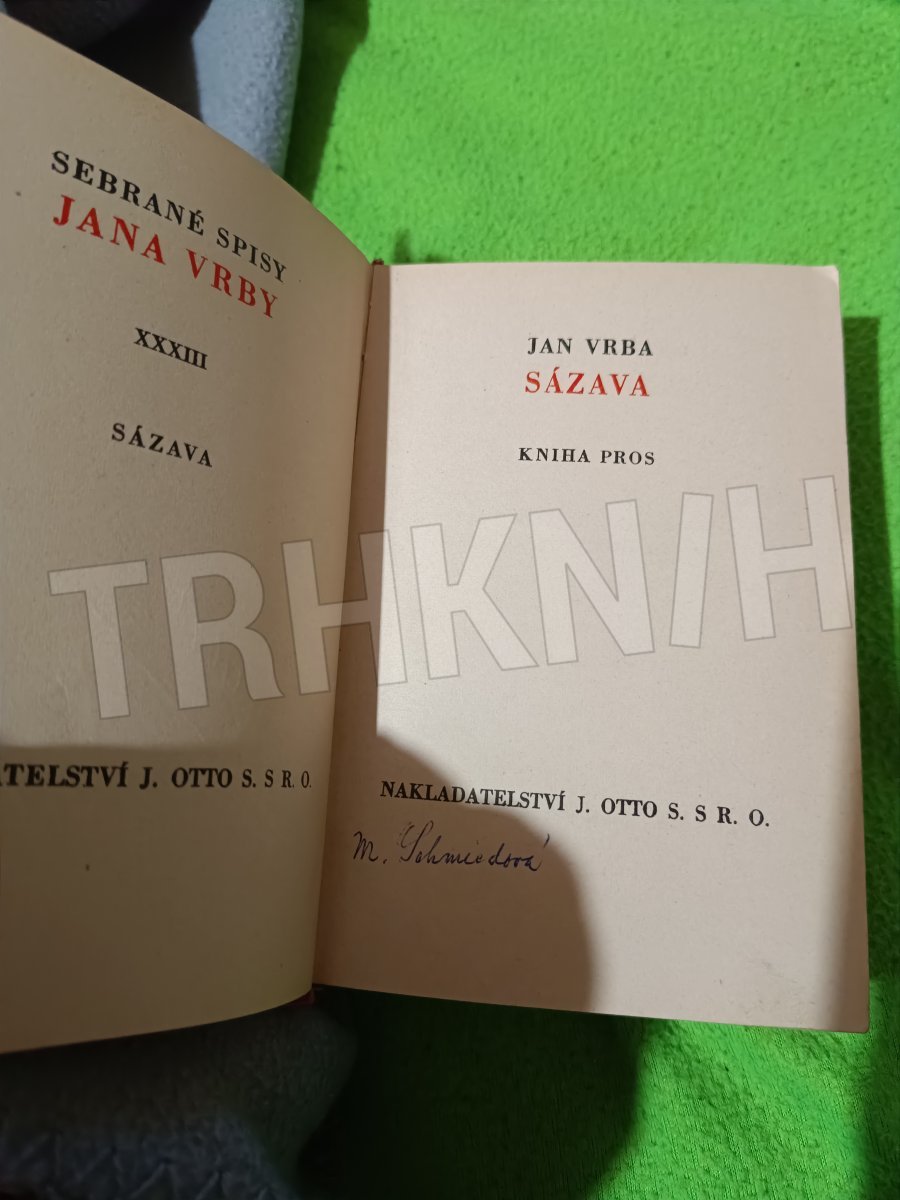 SEBRANÉ SPISY
JANA VRBY
XXXIII
SÁZAVA
ATELSTVÍ J. OTTO S. S R. O.
JAN VRBA
SÁZAVA
KNIHA PROS
NAKLADATELSTVÍ J. OTTO S. S R. O.
M. Schmiedová
TRHKNIH